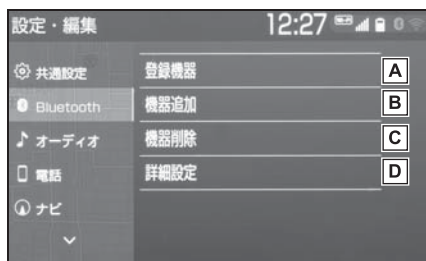 設定・編集
12:27
共通設定
登録機器
A
Bluetooth
機器追加
B
オーディオ
機器削除
C
電話
詳細設定
D
ナビ